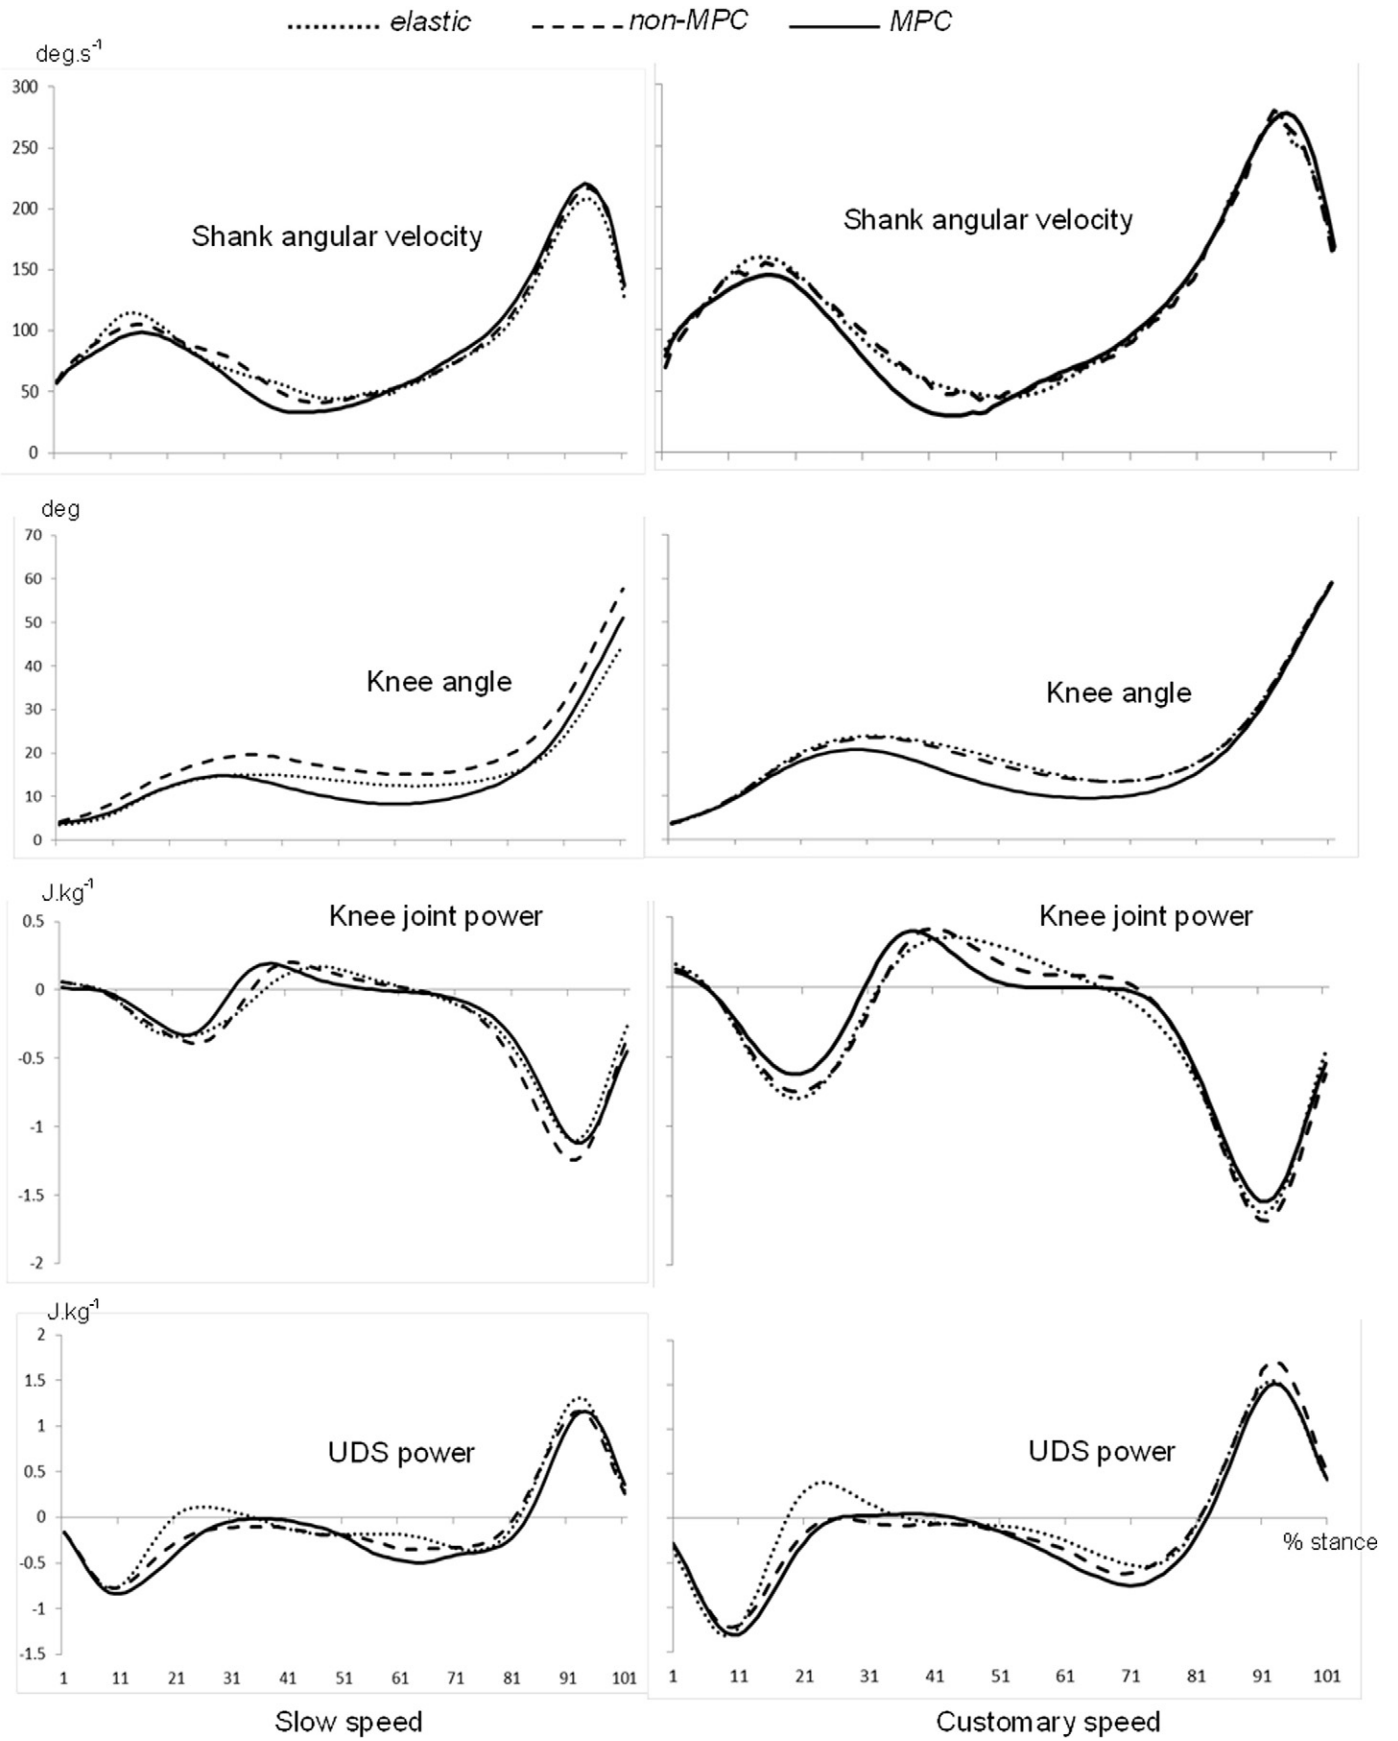 elastic non-MPC MPC
deg.s-1
300
250
200
150
100
50
0
Shank angular velocity
Shank angular velocity
deg
70
60
50
40
30
20
10
0
Knee angle
Knee angle
J.kg-1
0.5
0
-0.5
-1
-1.5
-2
Knee joint power
Knee joint power
J.kg-1
2
1.5
1
0.5
0
-0.5
-1
-1.5
UDS power
UDS power
% stance
1 11 21 31 41 51 61 71 81 91 101
1 11 21 31 41 51 61 71 81 91 101
Slow speed
Customary speed